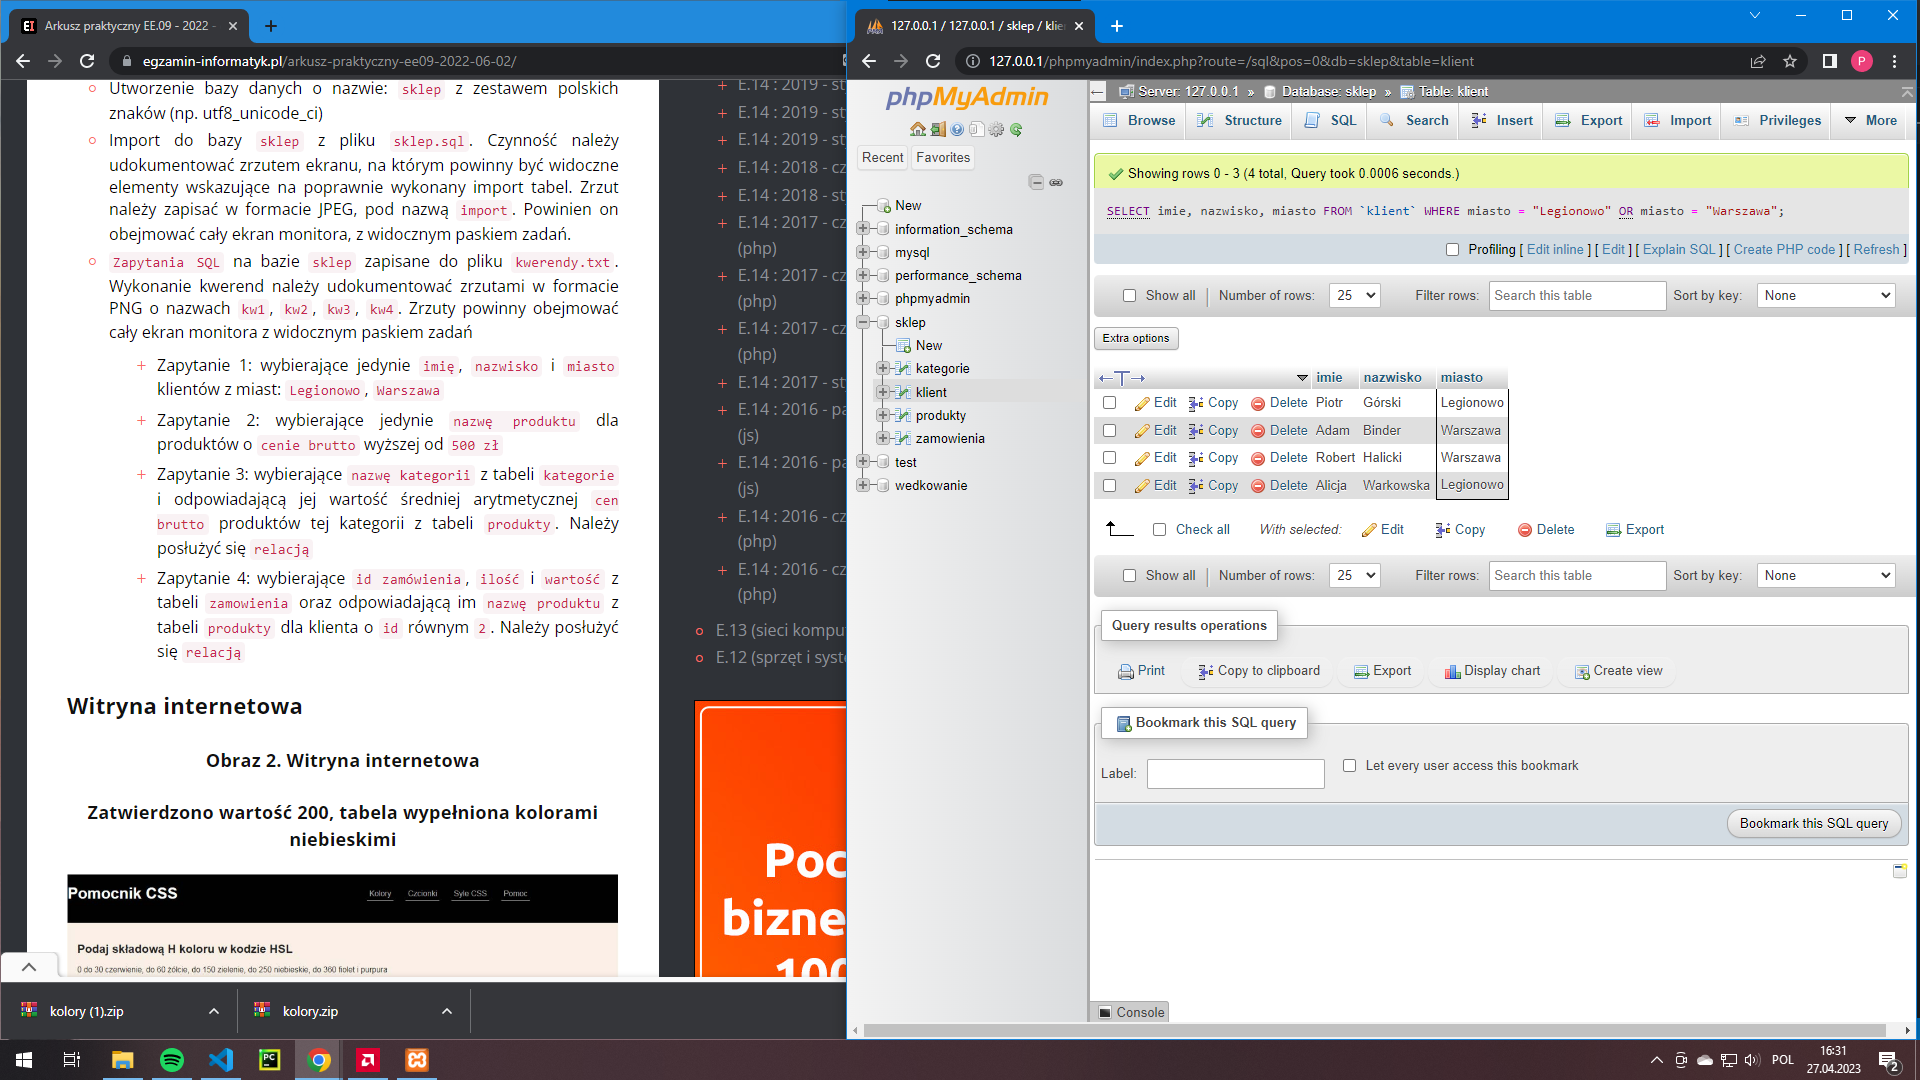 Arkusz praktyczny EE.09 - 2022 -
egzamin-informatyk.pl/arkusz-praktyczny-ee09-2022-06-02/
Utworzenie bazy danych o nazwie: sklep z zestawem polskich
znaków (np. utf8_unicode_ci)
Import do bazy sklep z pliku sklep.sql. Czynność należy
udokumentować zrzutem ekranu, na którym powinny być widoczne
elementy wskazujące na poprawnie wykonany import tabel. Zrzut
należy zapisać w formacie JPEG, pod nazwą import. Powinien on
obejmować cały ekran monitora, z widocznym paskiem zadań.
Zapytania SQL na bazie sklep zapisane do pliku kwerendy.txt.
Wykonanie kwerend należy udokumentować zrzutami w formacie
PNG o nazwach kw1, kw2, kw3, kw4. Zrzuty powinny obejmować
cały ekran monitora z widocznym paskiem zadań
+ Zapytanie 1: wybierające jedynie imię, nazwisko i miasto
klientów z miast: Legionowo, Warszawa
+ Zapytanie 2: wybierające jedynie nazwę produktu dla
produktów o cenie brutto wyższej od 500 zł
+ Zapytanie 3: wybierające nazwę kategorii z tabeli kategorie
i odpowiadającą jej wartość średniej arytmetycznej cen
brutto produktów tej kategorii z tabeli produkty. Należy
posłużyć się relacją
+ Zapytanie 4: wybierające id zamówienia, ilość i wartość z
tabeli zamowienia oraz odpowiadającą im nazwę produktu z
tabeli produkty dla klienta o id równym 2. Należy posłużyć
się relacją
Witryna internetowa
Obraz 2. Witryna internetowa
Zatwierdzono wartość 200, tabela wypełniona kolorami
niebieskimi
Pomocnik CSS
Kolory Czcionki Syle CSS Pomoc
Podaj składową H koloru w kodzie HSL
0 do 30 czerwienie, do 60 żółcie, do 150 zielenie, do 250 niebieskie, do 360 fiolet i purpura
+ E.14 : 2019 - st
+ E.14 : 2019 - st
+ E.14 : 2019 - st
+ E.14 : 2018 - cz
+ E.14 : 2018 - st
+ E.14 : 2017 - cz
(php)
+ E.14 : 2017 - cz
(php)
+ E.14 : 2017 - cz
(php)
+ E.14 : 2017 - st
+ E.14 : 2016 - pa
(js)
+ E.14 : 2016 - pa
(js)
+ E.14 : 2016 - cz
(php)
+ E.14 : 2016 - cz
(php)
E.13 (sieci kompu
E.12 (sprzęt i syste
Poc
bizne
100
kolory (1).zip
kolory.zip
127.0.0.1 / 127.0.0.1 / sklep / klie
127.0.0.1/phpmyadmin/index.php?route=/sql&pos=0&db=sklep&table=klient
P
phpMyAdmin
Recent Favorites
New
information_schema
mysql
performance_schema
phpmyadmin
sklep
New
kategorie
klient
produkty
zamowienia
test
wedkowanie
Server: 127.0.0.1 » Database: sklep » Table: klient
Browse Structure SQL Search Insert Export Import Privileges More
Showing rows 0 - 3 (4 total, Query took 0.0006 seconds.)
SELECT imie, nazwisko, miasto FROM `klient` WHERE miasto = "Legionowo" OR miasto = "Warszawa";
Profiling [ Edit inline ] [ Edit ] [ Explain SQL ] [ Create PHP code ] [ Refresh ]
Show all Number of rows: 25 Filter rows: Search this table Sort by key: None
Extra options
imie nazwisko miasto
Edit Copy Delete Piotr Górski Legionowo
Edit Copy Delete Adam Binder Warszawa
Edit Copy Delete Robert Halicki Warszawa
Edit Copy Delete Alicja Warkowska Legionowo
Check all With selected: Edit Copy Delete Export
Show all Number of rows: 25 Filter rows: Search this table Sort by key: None
Query results operations
Print Copy to clipboard Export Display chart Create view
Bookmark this SQL query
Label: Let every user access this bookmark
Bookmark this SQL query
Console
POL
16:31
27.04.2023
2